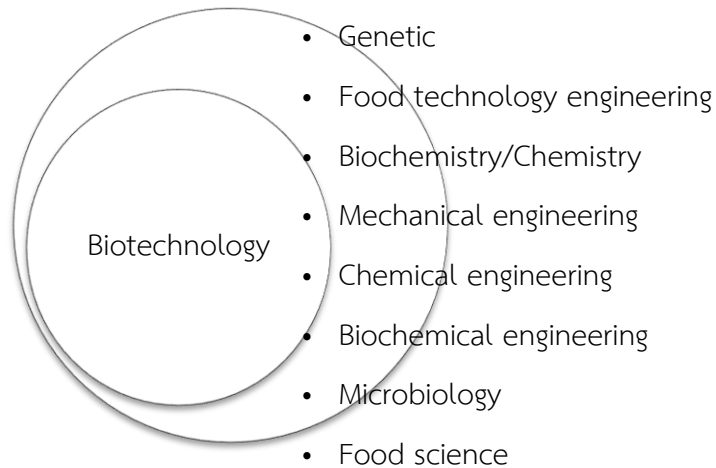 • Genetic
• Food technology engineering
• Biochemistry/Chemistry
• Mechanical engineering
Biotechnology
• Chemical engineering
• Biochemical engineering
• Microbiology
• Food science